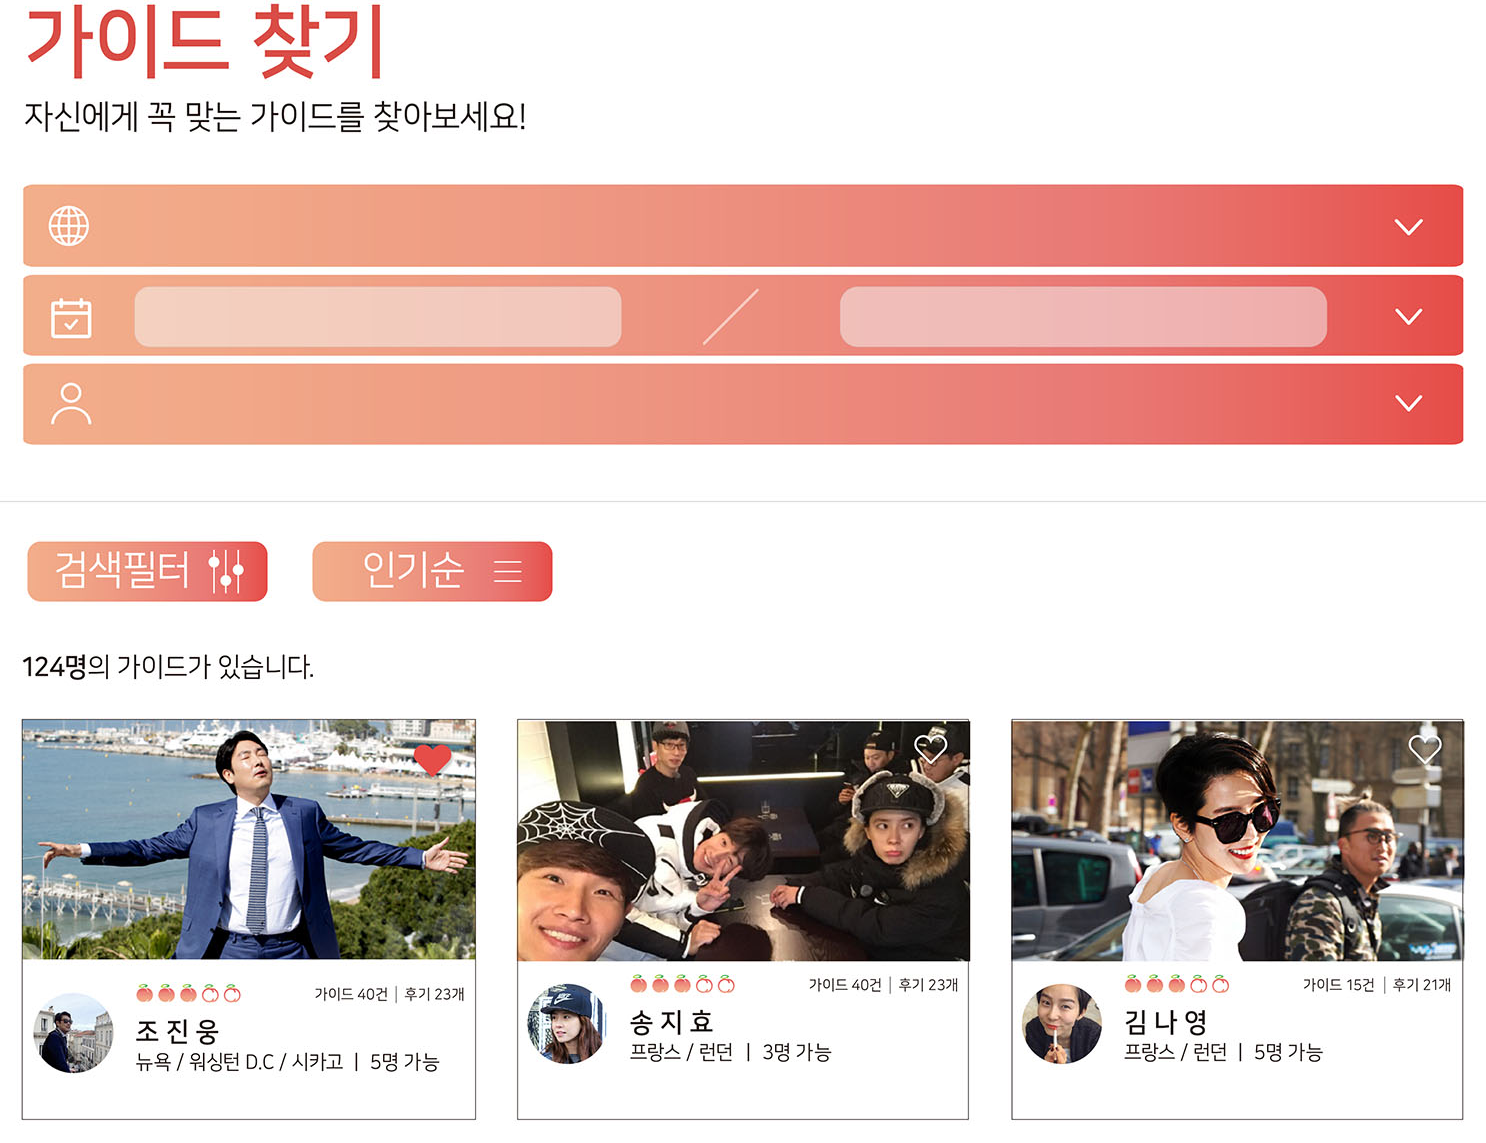 가이드 찾기
자신에게 꼭 맞는 가이드를 찾아보세요!
검색필터
인기순
124명의 가이드가 있습니다.
가이드 40건 | 후기 23개
조 진 웅
뉴욕 / 워싱턴 D.C / 시카고 | 5명 가능
가이드 40건 | 후기 23개
송 지 효
프랑스 / 런던 | 3명 가능
가이드 15건 | 후기 21개
김 나 영
프랑스 / 런던 | 5명 가능